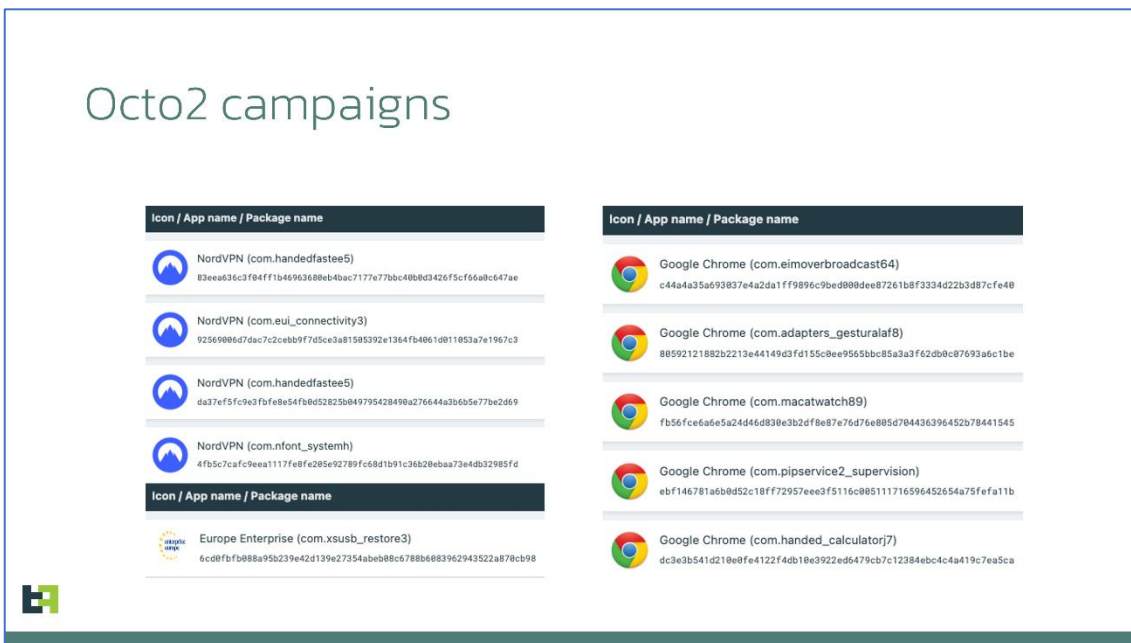 Octo2 campaigns
Icon / App name / Package name
NordVPN (com.handedfastee5)
83eea636c3f04ff1b46963680eb4bac7177e77bbc40b0d3426f5cf66a0c647ae
NordVPN (com.eui_connectivity3)
92569006d7dac7c2cebb9f7d5ce3a81505392e1364fb4061d011053a7e1967c3
NordVPN (com.handedfastee5)
da37ef5fc9e3fbfe8e54fb0d52825b049795428490a276644a3b6b5e77be2d69
NordVPN (com.nfont_systemh)
4fb5c7cafc9eea1117fe8fe205e92789fc68d1b91c36b20ebaa73e4db32985fd
Icon / App name / Package name
enterprise
europe
Europe Enterprise (com.xsusb_restore3)
6cd0fbfb088a95b239e42d139e27354abeb08c6788b6083962943522a870cb98
Icon / App name / Package name
Google Chrome (com.eimoverbroadcast64)
c44a4a35a693037e4a2da1ff9896c9bed000dee87261b8f3334d22b3d87cfe40
Google Chrome (com.adapters_gesturalaf8)
80592121882b2213e44149d3fd155c0ee9565bbc85a3a3f62db0c07693a6c1be
Google Chrome (com.macatwatch89)
fb56fce6a6e5a24d46d830e3b2df8e87e76d76e805d704436396452b78441545
Google Chrome (com.pipservice2_supervision)
ebf146781a6b0d52c18ff72957eee3f5116c005111716596452654a75fefa11b
Google Chrome (com.handed_calculatorj7)
dc3e3b541d210e0fe4122f4db10e3922ed6479cb7c12384ebc4c4a419c7ea5ca